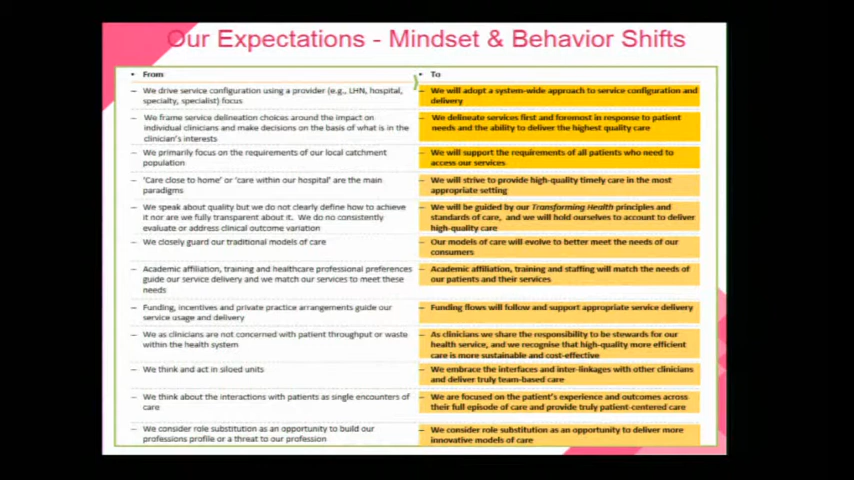 Our Expectations - Mindset & Behavior Shifts
• From
• To
– We drive service configuration using a provider (e.g., LHN, hospital,
specialty, specialist) focus
– We will adopt a system-wide approach to service configuration and
delivery
– We frame service delineation choices around the impact on
individual clinicians and make decisions on the basis of what is in the
clinician's interests
– We delineate services first and foremost in response to patient
needs and the ability to deliver the highest quality care
– We primarily focus on the requirements of our local catchment
population
– We will support the requirements of all patients who need to
access our services
– 'Care close to home' or 'care within our hospital' are the main
paradigms
– We will strive to provide high-quality timely care in the most
appropriate setting
– We speak about quality but we do not clearly define how to achieve
it nor are we fully transparent about it. We do no consistently
evaluate or address clinical outcome variation
– We will be guided by our Transforming Health principles and
standards of care, and we will hold ourselves to account to deliver
high-quality care
– We closely guard our traditional models of care
– Our models of care will evolve to better meet the needs of our
consumers
– Academic affiliation, training and healthcare professional preferences
guide our service delivery and we match our services to meet these
needs
– Academic affiliation, training and staffing will match the needs of
our patients and their services
– Funding, incentives and private practice arrangements guide our
service usage and delivery
– Funding flows will follow and support appropriate service delivery
– We as clinicians are not concerned with patient throughput or waste
within the health system
– As clinicians we share the responsibility to be stewards for our
health service, and we recognise that high-quality more efficient
care is more sustainable and cost-effective
– We think and act in siloed units
– We embrace the interfaces and inter-linkages with other clinicians
and deliver truly team-based care
– We think about the interactions with patients as single encounters of
care
– We are focused on the patient's experience and outcomes across
their full episode of care and provide truly patient-centered care
– We consider role substitution as an opportunity to build our
professions profile or a threat to our profession
– We consider role substitution as an opportunity to deliver more
innovative models of care